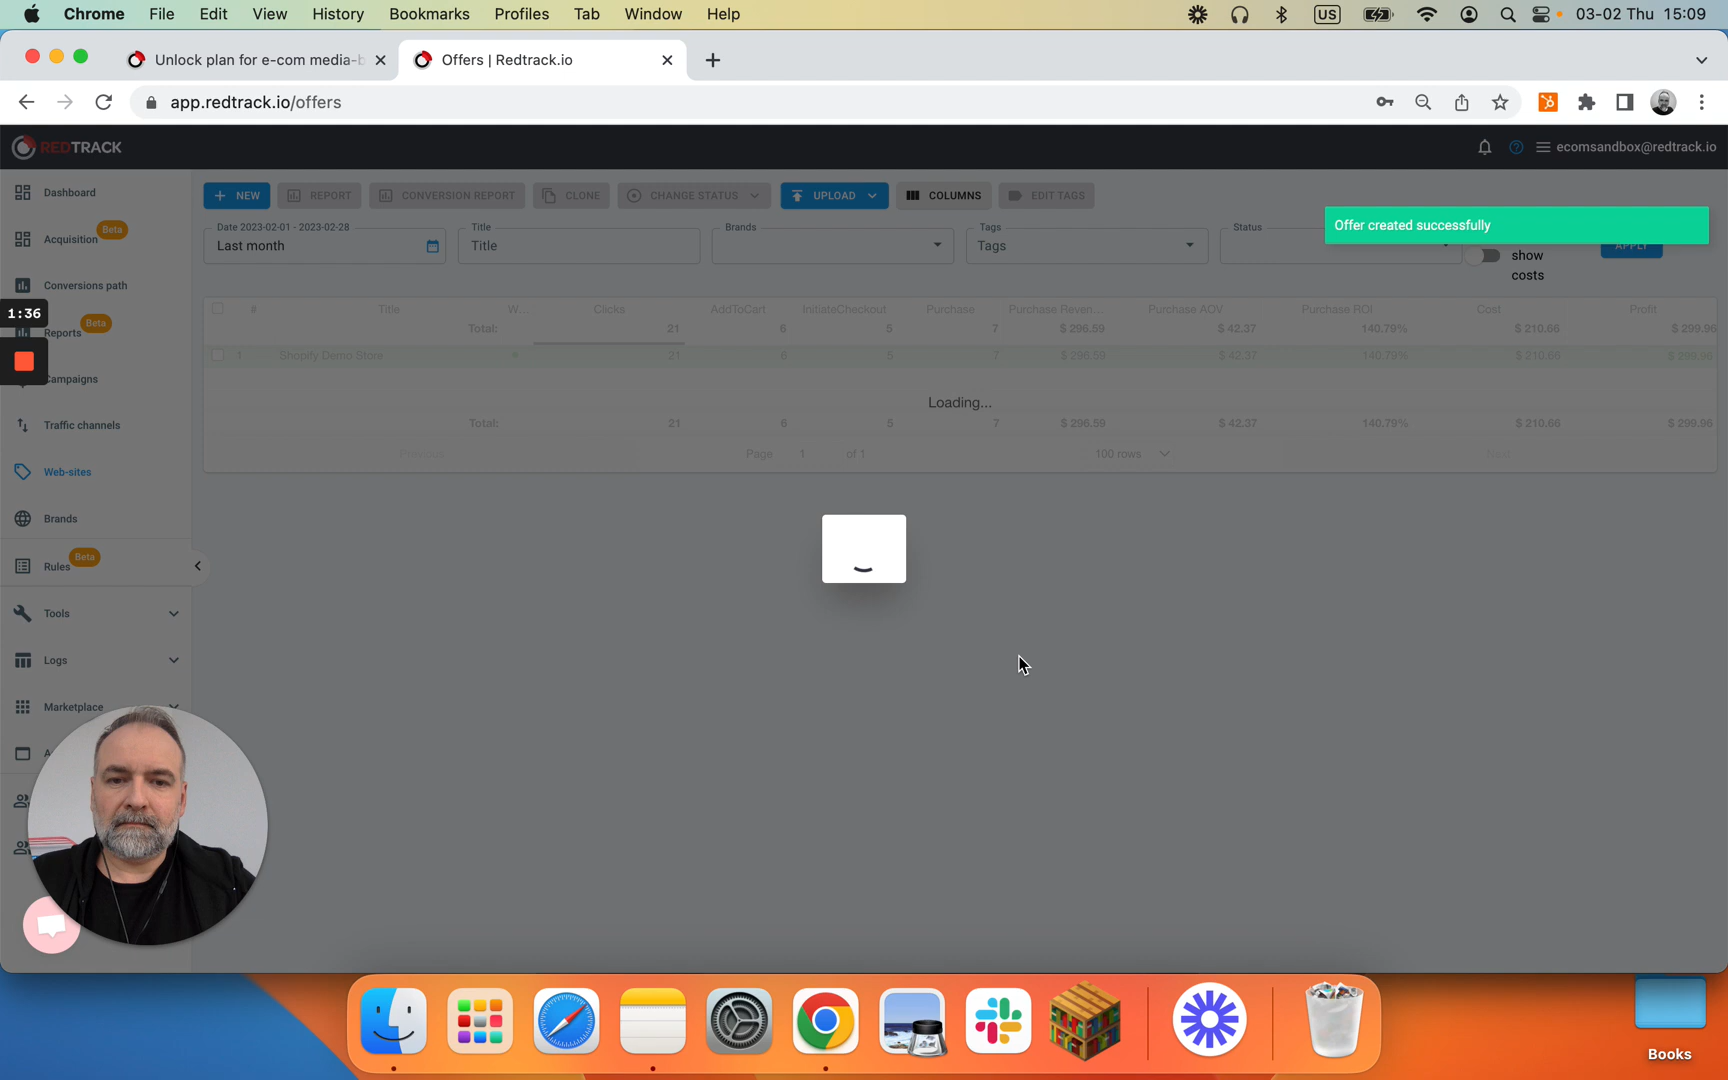 Chrome File Edit View History Bookmarks Profiles Tab Window Help US 03-02 Thu 15:09
Unlock plan for e-com media-b Offers | Redtrack.io
app.redtrack.io/offers
REDTRACK ecomsandbox@redtrack.io
Dashboard
Acquisition Beta
Conversions path
1:36
Reports Beta
Campaigns
Traffic channels
Web-sites
Brands
Rules Beta
Tools
Logs
Marketplace
NEW REPORT CONVERSION REPORT CLONE CHANGE STATUS UPLOAD COLUMNS EDIT TAGS
Date 2023-02-01 - 2023-02-28 Title Brands Tags Status
Last month Title Tags
Offer created successfully
APPLY
show
costs
# Title W... Clicks AddToCart InitiateCheckout Purchase Purchase Reven... Purchase AOV Purchase ROI Cost Profit
Total: 21 6 5 7 $ 296.59 $ 42.37 140.79% $ 210.66 $ 299.96
1 Shopify Demo Store 21 6 5 7 $ 296.59 $ 42.37 140.79% $ 210.66 $ 299.96
Loading...
Total: 21 6 5 7 $ 296.59 $ 42.37 140.79% $ 210.66 $ 299.96
Previous Page 1 of 1 100 rows Next
Books